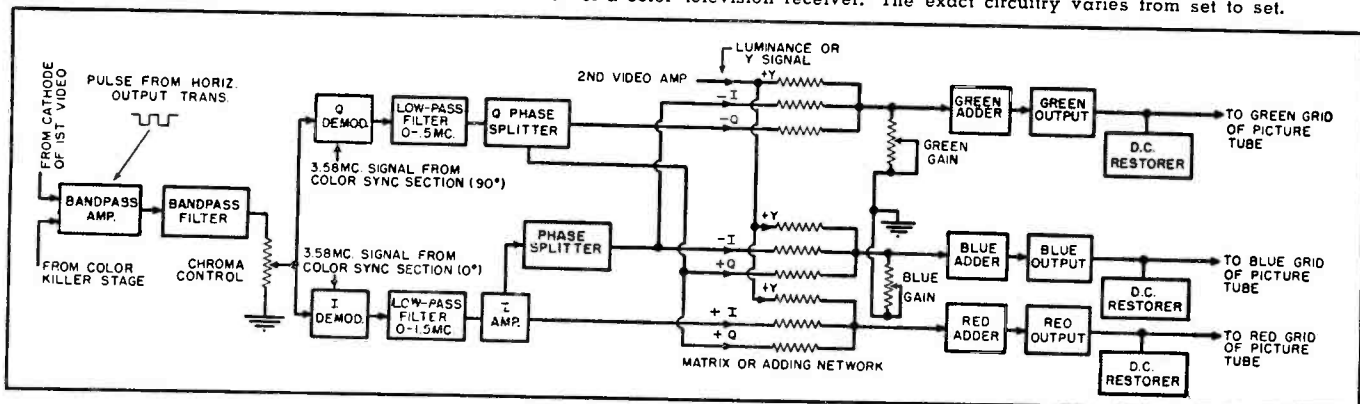 of a color television receiver. The exact circuitry varies from set to set.
LUMINANCE OR
Y SIGNAL
2ND VIDEO AMP
+Y
-I
-Q
PULSE FROM HORIZ.
OUTPUT TRANS.
FROM CATHODE
OF 1ST VIDEO
BANDPASS
AMP.
BANDPASS
FILTER
FROM COLOR
KILLER STAGE
CHROMA
CONTROL
Q
DEMOD.
LOW-PASS
FILTER
0-.5MC.
Q PHASE
SPLITTER
3.58MC. SIGNAL FROM
COLOR SYNC SECTION (90°)
3.58MC. SIGNAL FROM
COLOR SYNC SECTION (0°)
I
DEMOD.
LOW-PASS
FILTER
0-1.5MC.
I
AMP.
PHASE
SPLITTER
+Y
-I
+Q
+Y
+I
+Q
MATRIX OR ADDING NETWORK
GREEN
GAIN
BLUE
GAIN
GREEN
ADDER
GREEN
OUTPUT
D.C.
RESTORER
TO GREEN GRID
OF PICTURE
TUBE
BLUE
ADDER
BLUE
OUTPUT
D.C.
RESTORER
TO BLUE GRID
OF PICTURE
TUBE
RED
ADDER
RED
OUTPUT
D.C.
RESTORER
TO RED GRID
OF PICTURE
TUBE